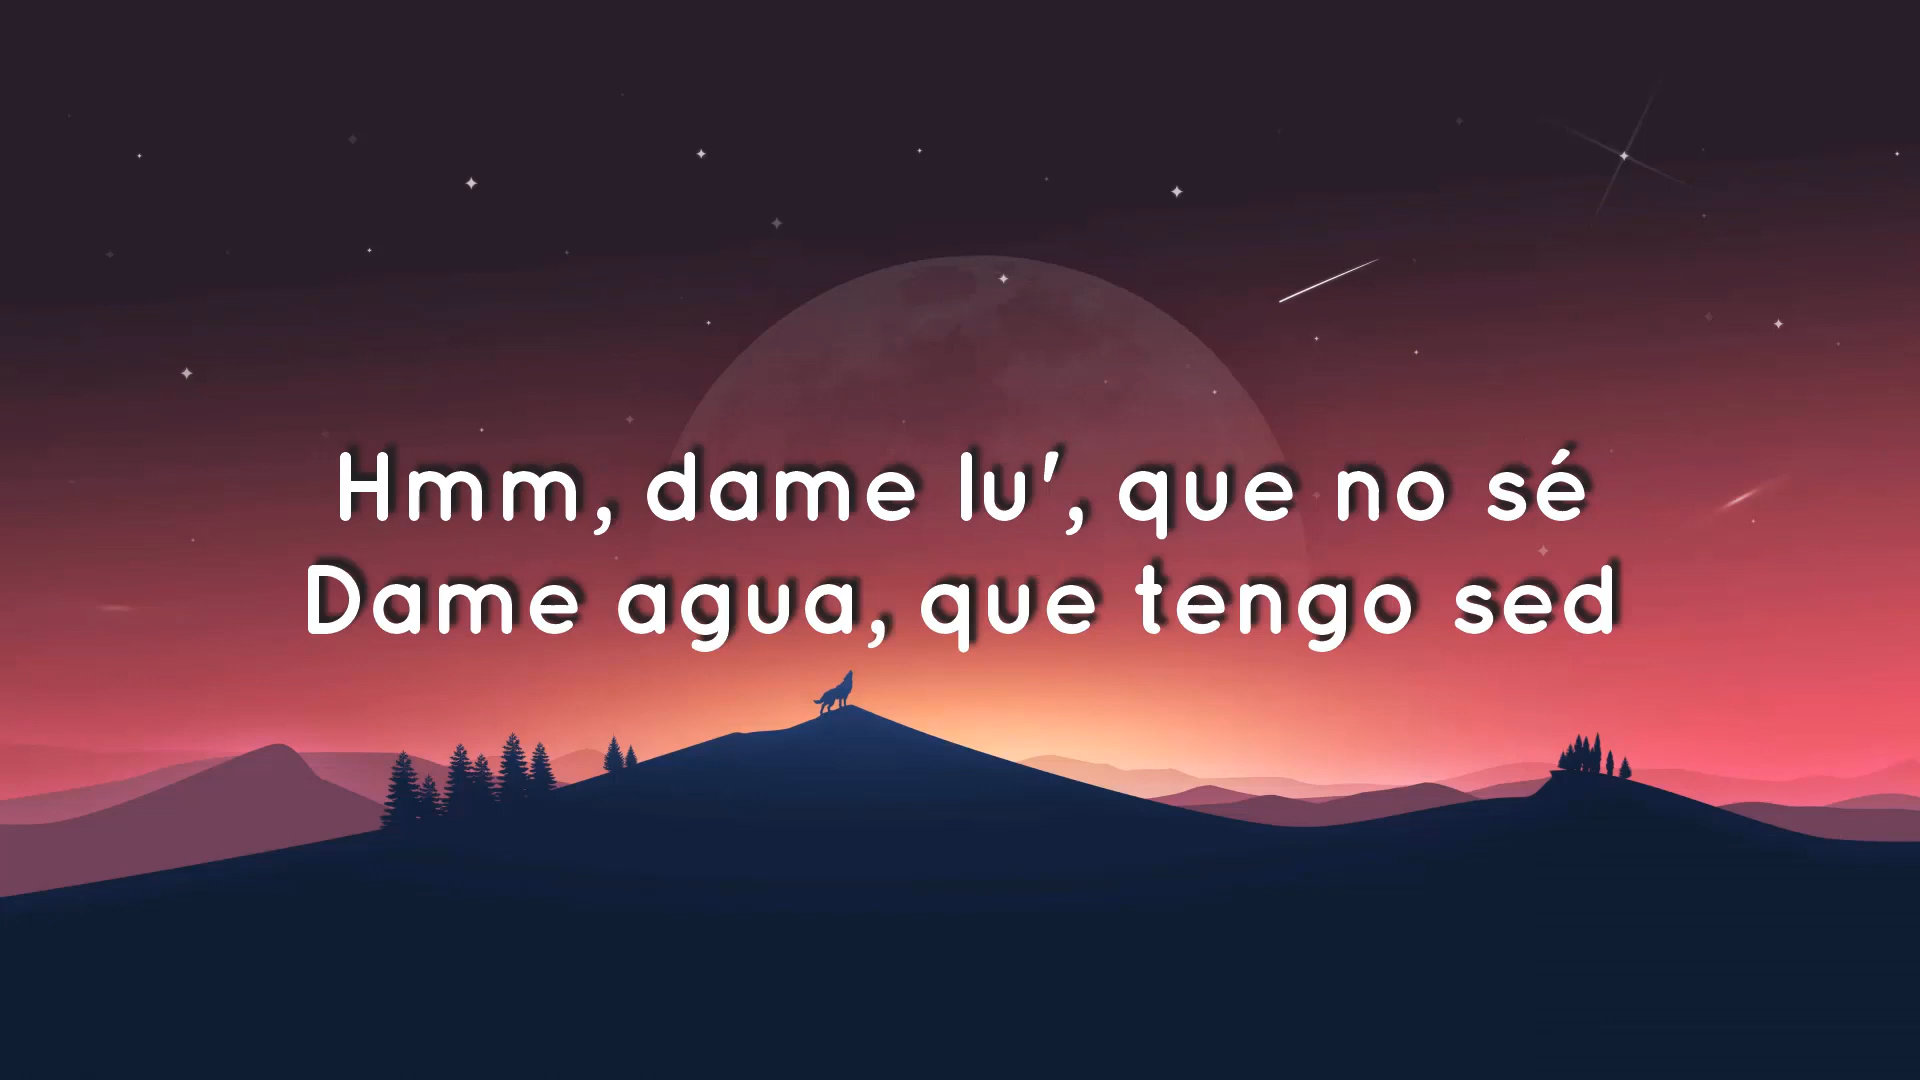 Hmm, dame lu', que no sé
Dame agua, que tengo sed